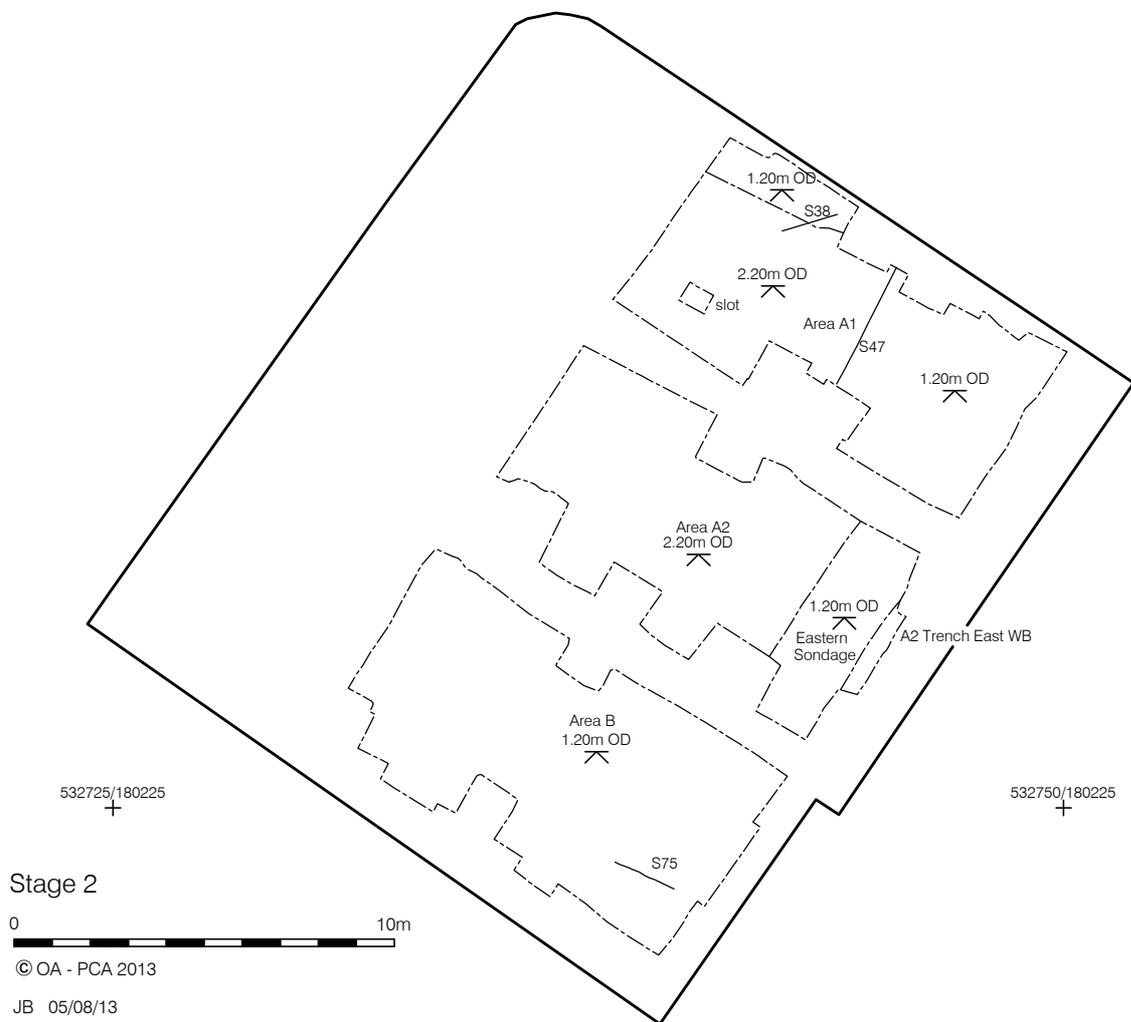 1.20m OD
S38
2.20m OD
slot
Area A1
S47
1.20m OD
Area A2
2.20m OD
1.20m OD
Eastern
Sondage
A2 Trench East WB
Area B
1.20m OD
532725/180225
532750/180225
S75
Stage 2
0 10m
© OA - PCA 2013
JB 05/08/13